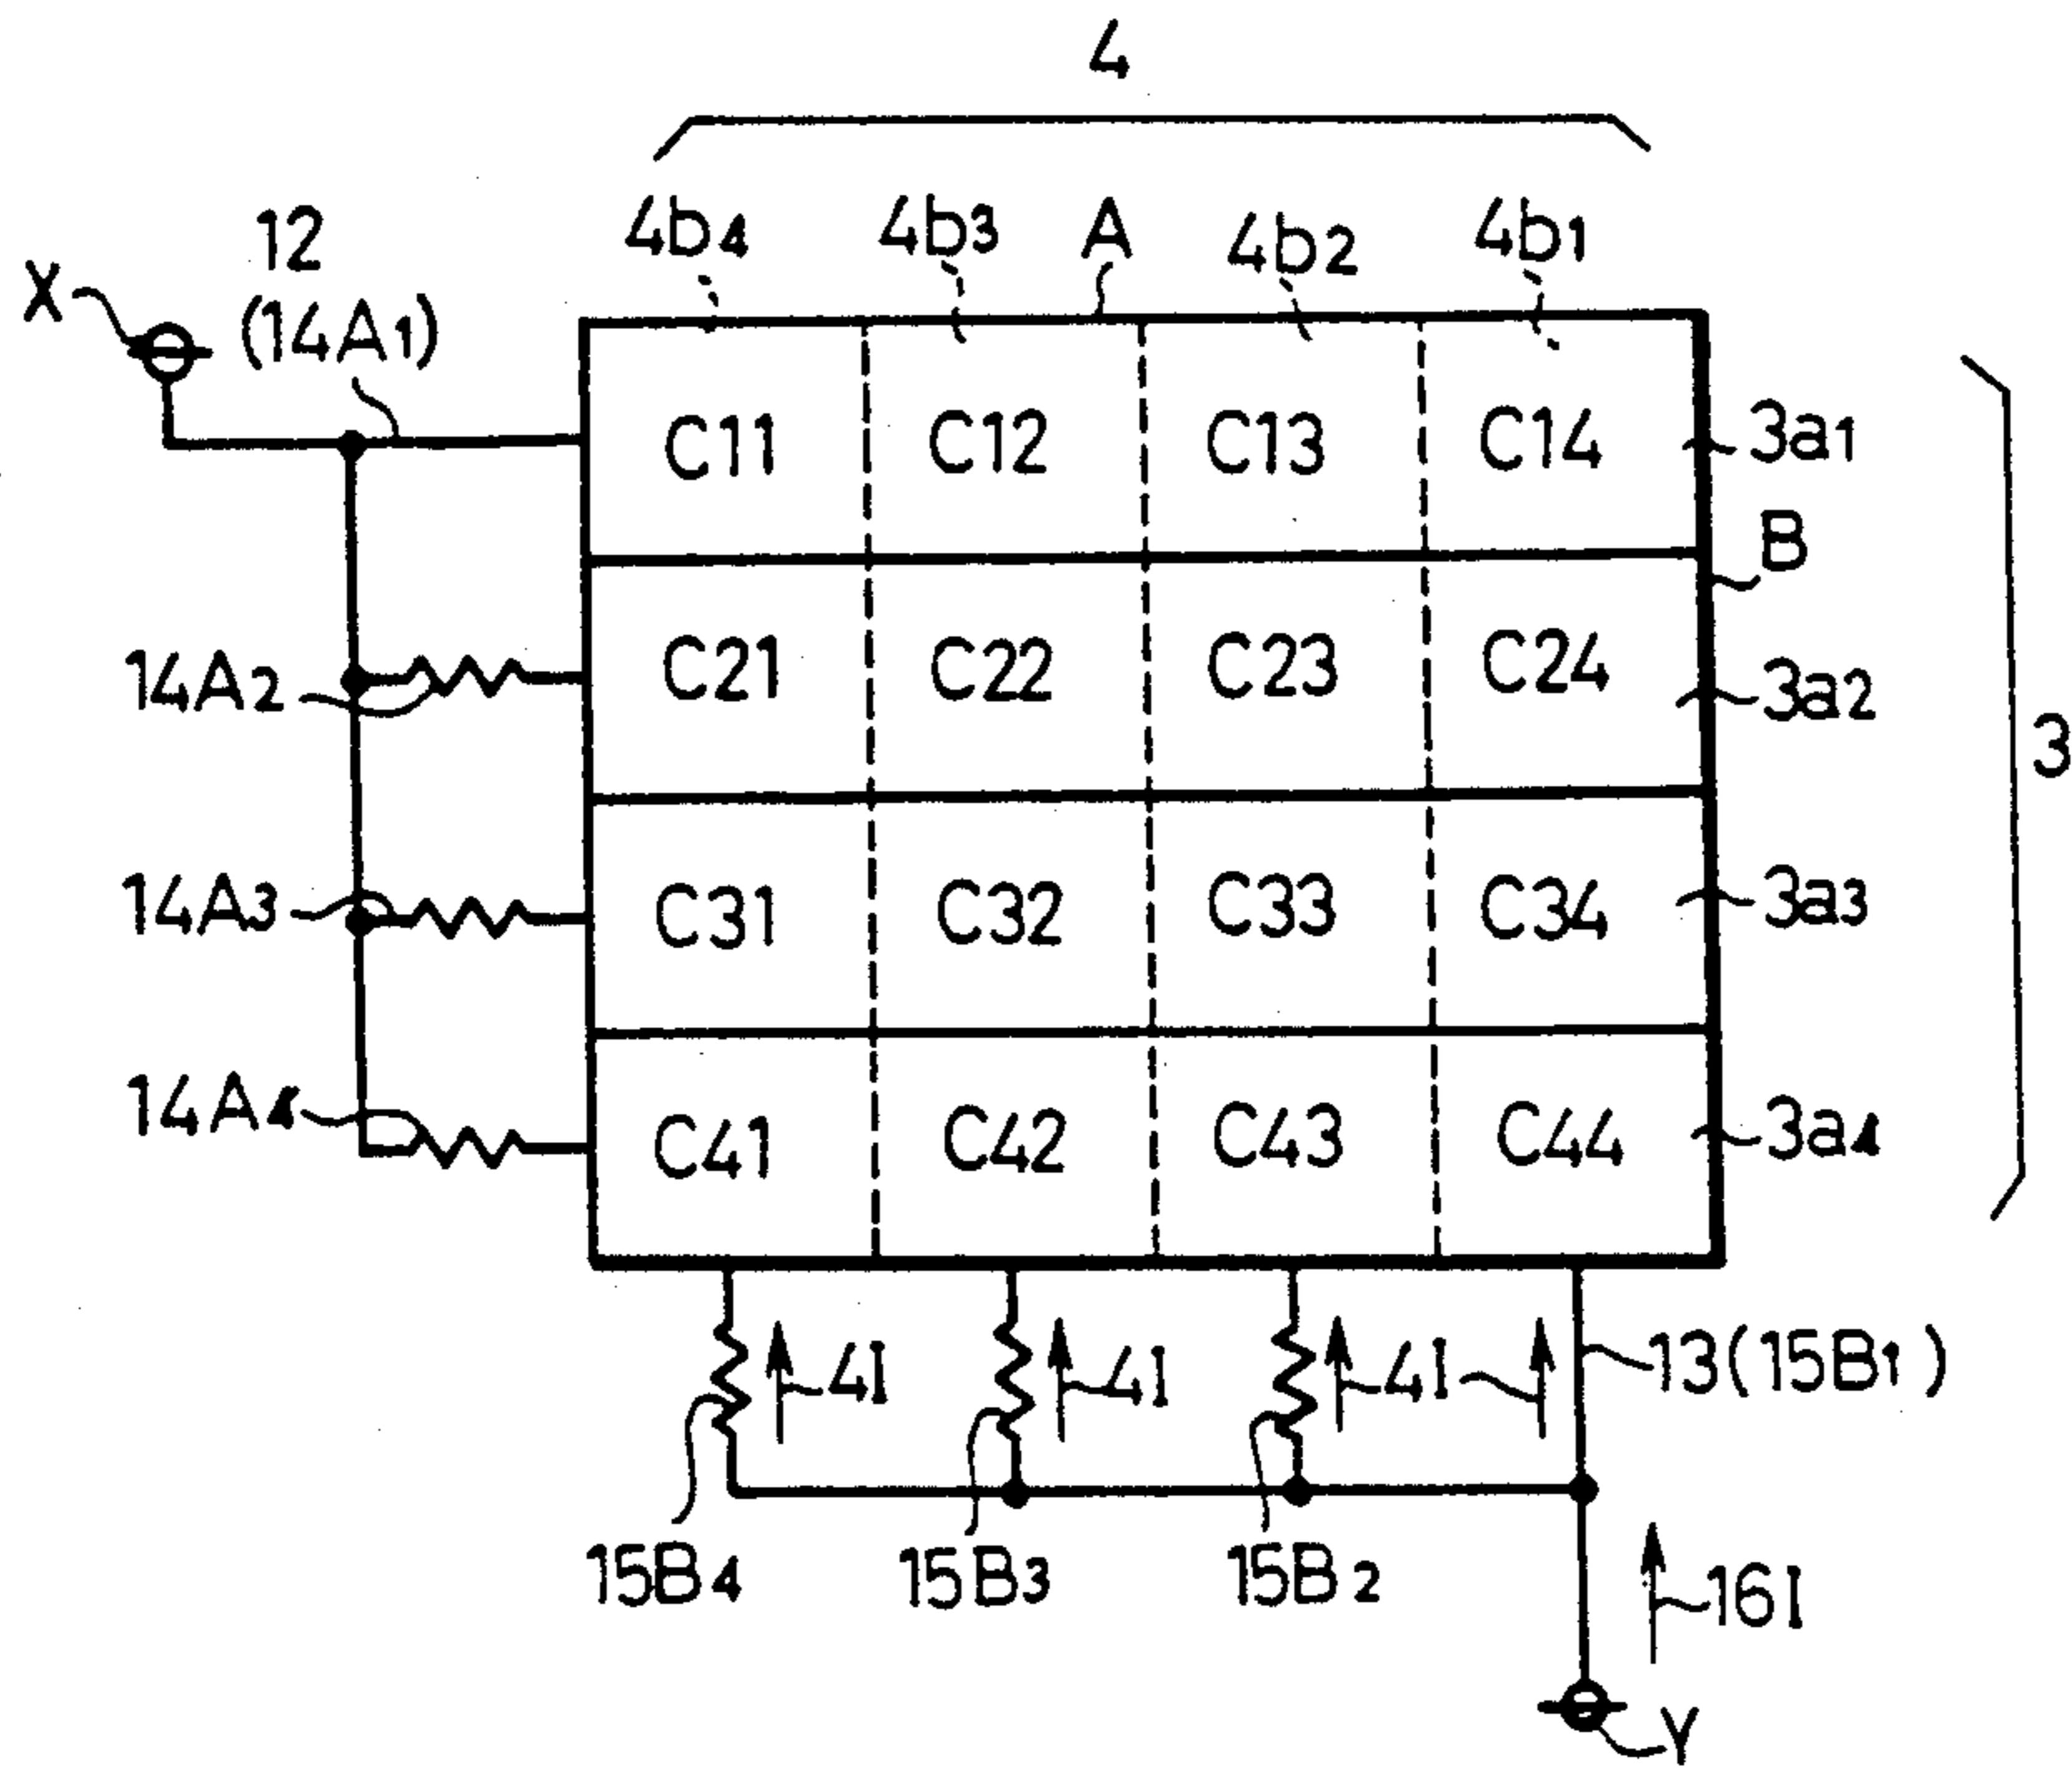 4
4b4 4b3 A 4b2 4b1
X
12
(14A1)
C11 C12 C13 C14
3a1
B
14A2
C21 C22 C23 C24
3a2
3
14A3
C31 C32 C33 C34
3a3
14A4
C41 C42 C43 C44
3a4
4I 4I 4I
13(15B1)
15B4 15B3 15B2
16I
Y